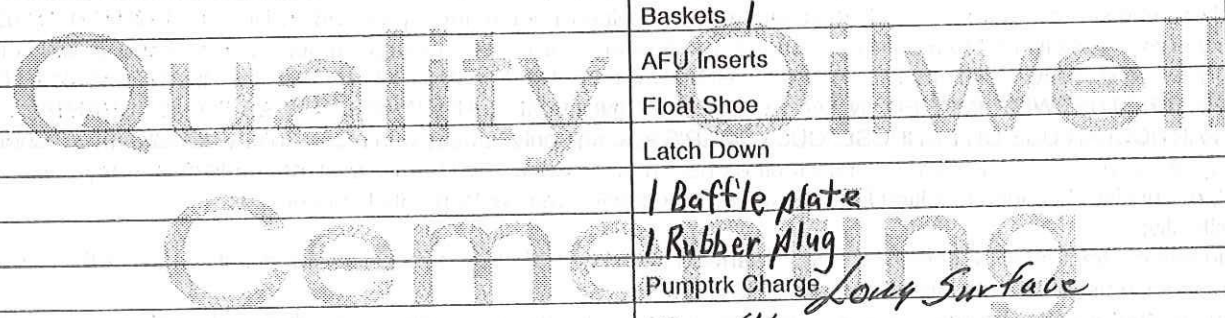 Baskets 1
AFU Inserts
Float Shoe
Latch Down
1 Baffle plate
1 Rubber plug
Pumptrk Charge Long Surface
Quality Oilwell
Cementing